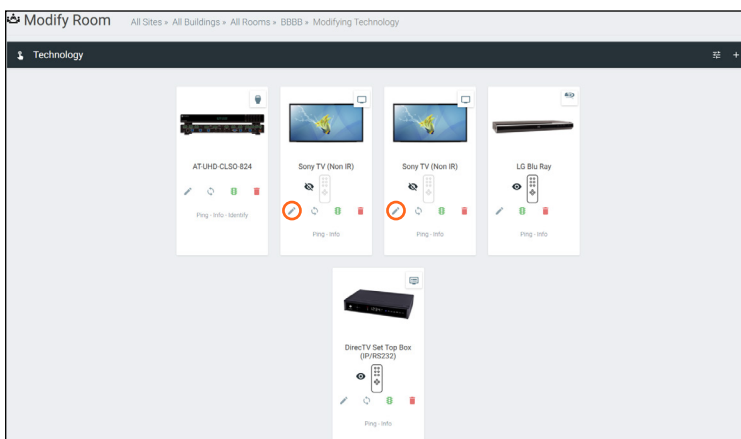 Modify Room
All Sites » All Buildings » All Rooms » BBBB » Modifying Technology
Technology
AT-UHD-CLSO-824
Ping - Info - Identify
Sony TV (Non IR)
Ping - Info
Sony TV (Non IR)
Ping - Info
LG Blu Ray
Ping - Info
DirecTV Set Top Box
(IP/RS232)
Ping - Info